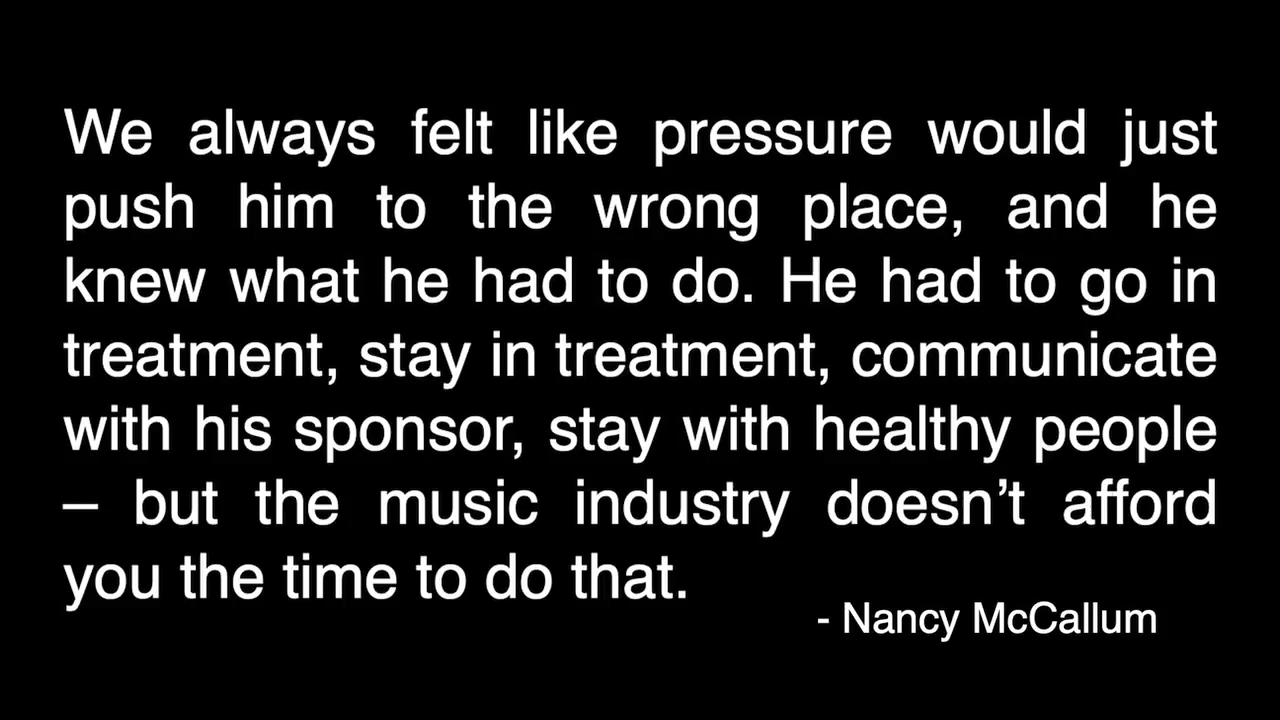 We always felt like pressure would just
push him to the wrong place, and he
knew what he had to do. He had to go in
treatment, stay in treatment, communicate
with his sponsor, stay with healthy people
– but the music industry doesn’t afford
you the time to do that.
- Nancy McCallum